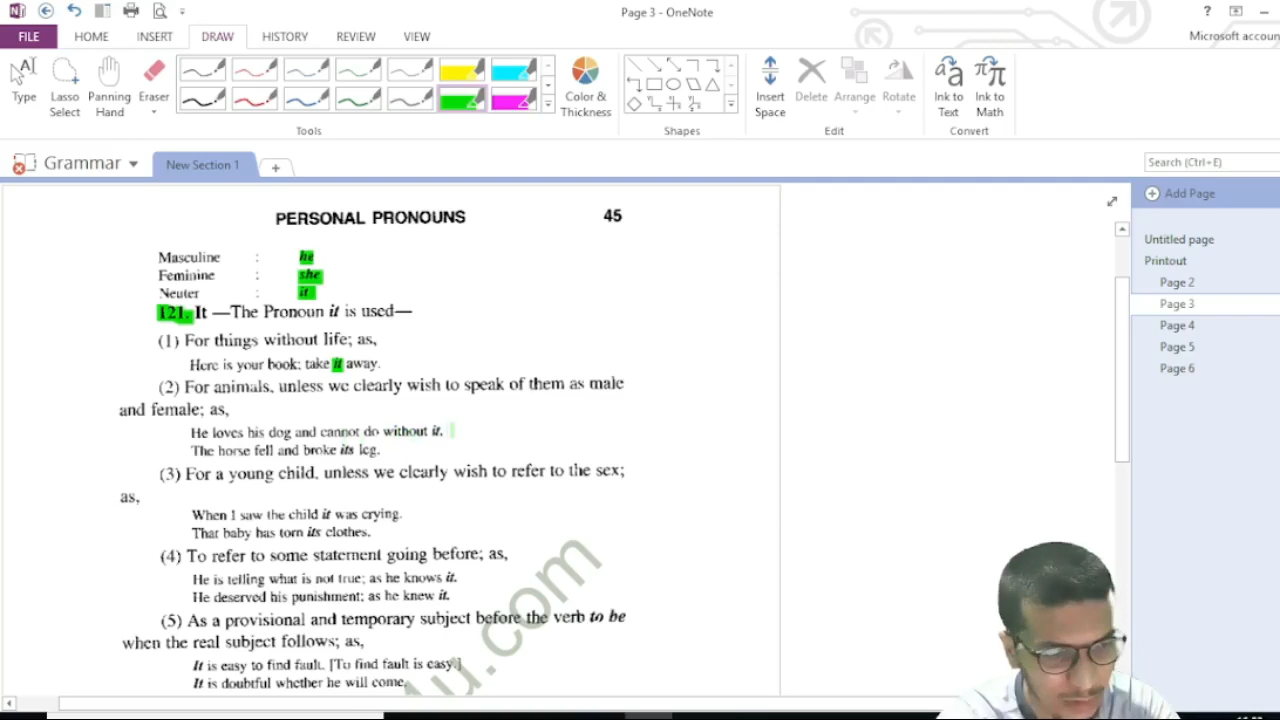 Page 3 - OneNote
?
FILE HOME INSERT DRAW HISTORY REVIEW VIEW
Microsoft accoun
Type Lasso Select Panning Hand Eraser Color & Thickness Insert Space Delete Arrange Rotate Ink to Text Ink to Math
Tools Shapes Edit Convert
Grammar New Section 1
Search (Ctrl+E)
Add Page
Untitled page
Printout
Page 2
Page 3
Page 4
Page 5
Page 6
PERSONAL PRONOUNS 45
Masculine : he
Feminine : she
Neuter : it
121. It —The Pronoun it is used—
(1) For things without life; as,
Here is your book; take it away.
(2) For animals, unless we clearly wish to speak of them as male
and female; as,
He loves his dog and cannot do without it.
The horse fell and broke its leg.
(3) For a young child, unless we clearly wish to refer to the sex;
as,
When I saw the child it was crying.
That baby has torn its clothes.
(4) To refer to some statement going before; as,
He is telling what is not true; as he knows it.
He deserved his punishment; as he knew it.
(5) As a provisional and temporary subject before the verb to be
when the real subject follows; as,
It is easy to find fault. [To find fault is easy.]
It is doubtful whether he will come.
4u.com